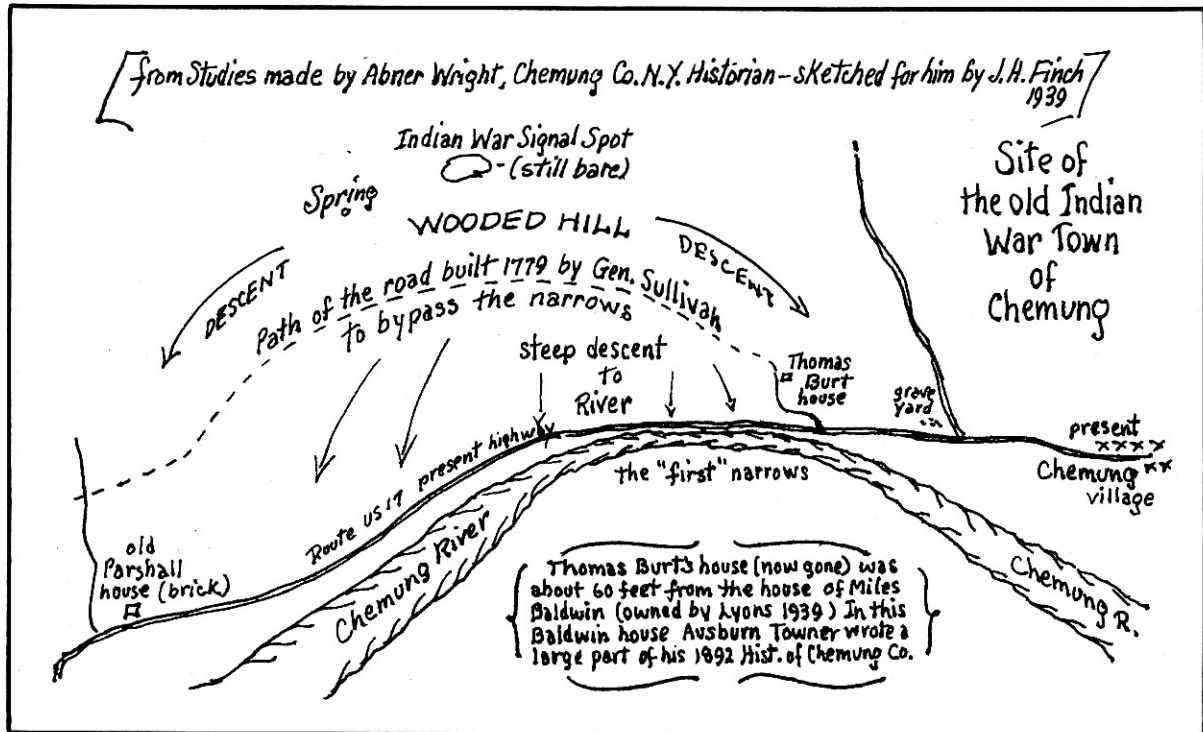 from Studies made by Abner Wright, Chemung Co. N.Y. Historian - sketched for him by J.H. Finch
1939
Indian War Signal Spot
- (still bare)
Spring
WOODED HILL
DESCENT
DESCENT
Path of the road built 1779 by Gen. Sullivan
to bypass the narrows
Site of
the old Indian
War Town
of
Chemung
steep descent
to
River
Thomas
Burt
house
grave
yard
present
xxxx
Chemung xx
village
Route US 17 present highway
the "first" narrows
old
Parshall
house (brick)
Chemung River
Chemung R.
Thomas Burt's house (now gone) was
about 60 feet from the house of Miles
Baldwin (owned by Lyons 1939) In this
Baldwin house Ausburn Towner wrote a
large part of his 1892 Hist. of Chemung Co.